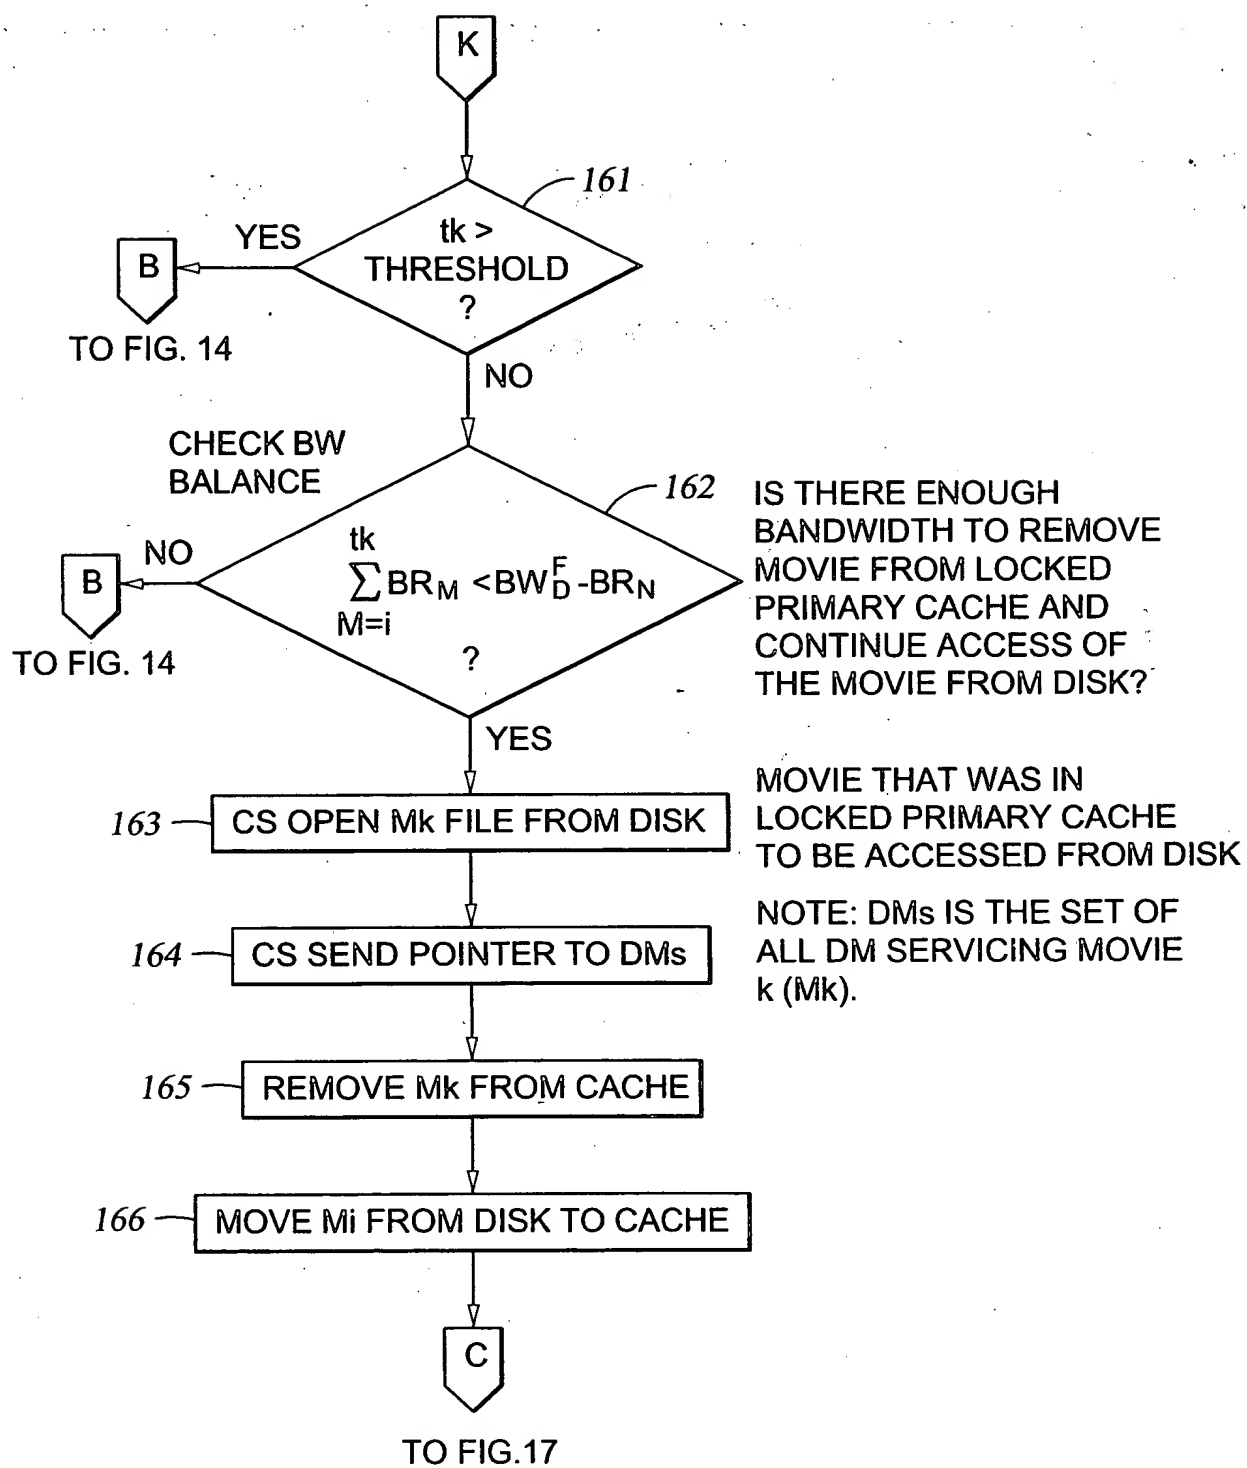 K
161
tk >
THRESHOLD
?
YES
B
TO FIG. 14
NO
CHECK BW
BALANCE
162
tk
∑ BR_M < BW_D^F - BR_N
M=i
?
NO
B
TO FIG. 14
IS THERE ENOUGH
BANDWIDTH TO REMOVE
MOVIE FROM LOCKED
PRIMARY CACHE AND
CONTINUE ACCESS OF
THE MOVIE FROM DISK?
YES
163
CS OPEN Mk FILE FROM DISK
MOVIE THAT WAS IN
LOCKED PRIMARY CACHE
TO BE ACCESSED FROM DISK
164
CS SEND POINTER TO DMs
NOTE: DMs IS THE SET OF
ALL DM SERVICING MOVIE
k (Mk).
165
REMOVE Mk FROM CACHE
166
MOVE Mi FROM DISK TO CACHE
C
TO FIG.17